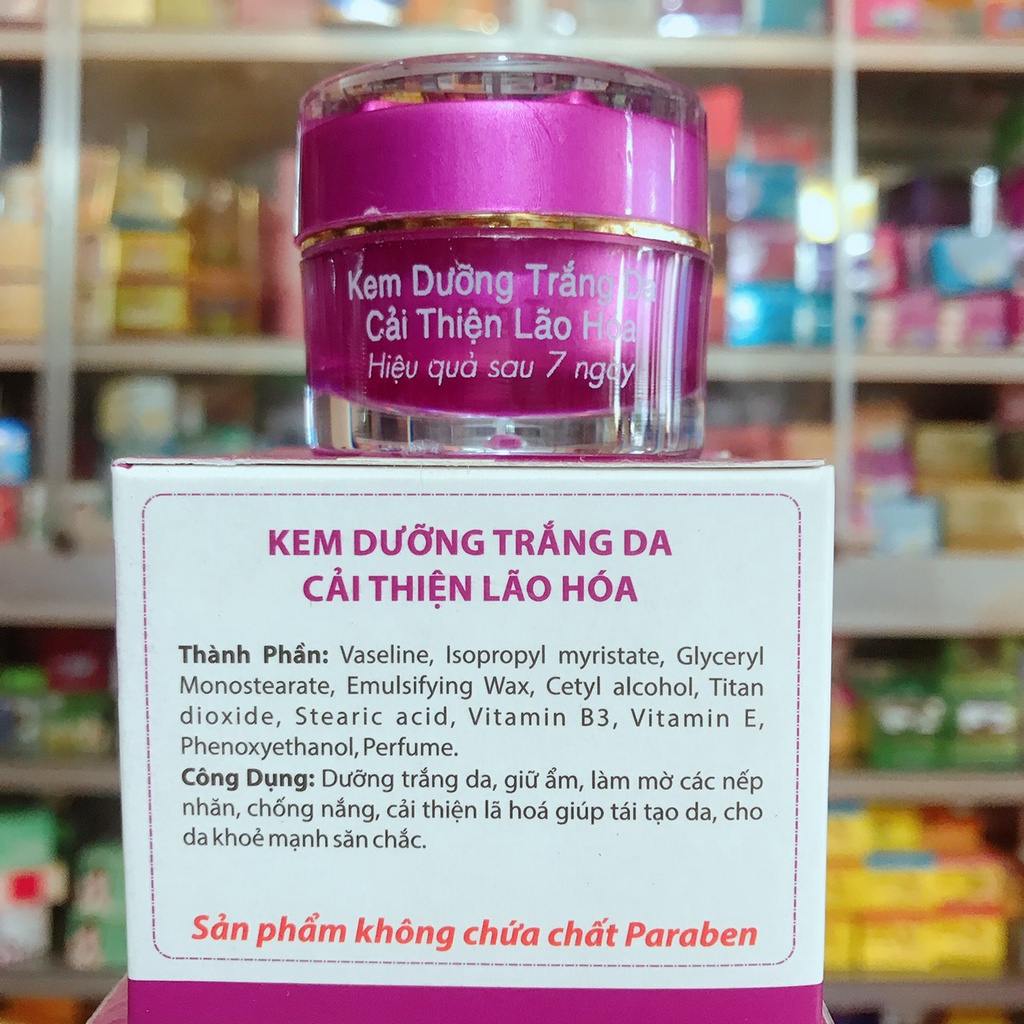 Kem Dưỡng Trắng Da
Cải Thiện Lão Hóa
Hiệu quả sau 7 ngày
KEM DƯỠNG TRẮNG DA
CẢI THIỆN LÃO HÓA
Thành Phần: Vaseline, Isopropyl myristate, Glyceryl
Monostearate, Emulsifying Wax, Cetyl alcohol, Titan
dioxide, Stearic acid, Vitamin B3, Vitamin E,
Phenoxyethanol, Perfume.
Công Dụng: Dưỡng trắng da, giữ ẩm, làm mờ các nếp
nhăn, chống nắng, cải thiện lã hoá giúp tái tạo da, cho
da khoẻ mạnh săn chắc.
Sản phẩm không chứa chất Paraben